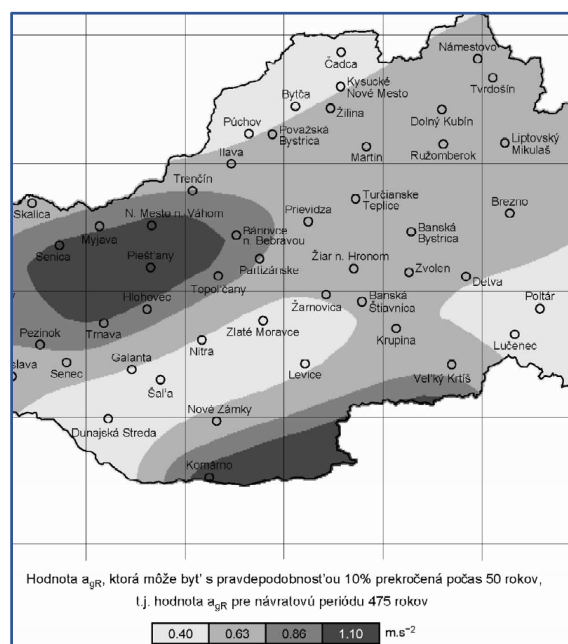 Čadca
Námestovo
Tvrdošín
Kysucké
Nové Mesto
Bytča
Žilina
Dolný Kubín
Púchov
Považská
Bystrica
Liptovský
Mikuláš
Ružomberok
Martin
Ilava
Trenčín
Turčianske
Teplice
Brezno
Skalica
N. Mesto n. Váhom
Prievidza
Myjava
Bánovce
n. Bebravou
Banská
Bystrica
Senica
Piešťany
Partizánske
Žiar n. Hronom
Zvolen
Topoľčany
Detva
Hlohovec
Žarnovica
Banská
Štiavnica
Poltár
Trnava
Zlaté Moravce
Krupina
Pezinok
Nitra
Lučenec
slava
Senec
Galanta
Levice
Veľký Krtíš
Šaľa
Nové Zámky
Dunajská Streda
Komárno
Hodnota agR, ktorá môže byť s pravdepodobnosťou 10% prekročená počas 50 rokov,
t.j. hodnota agR pre návratovú periódu 475 rokov
0.40 0.63 0.86 1.10 m.s⁻²